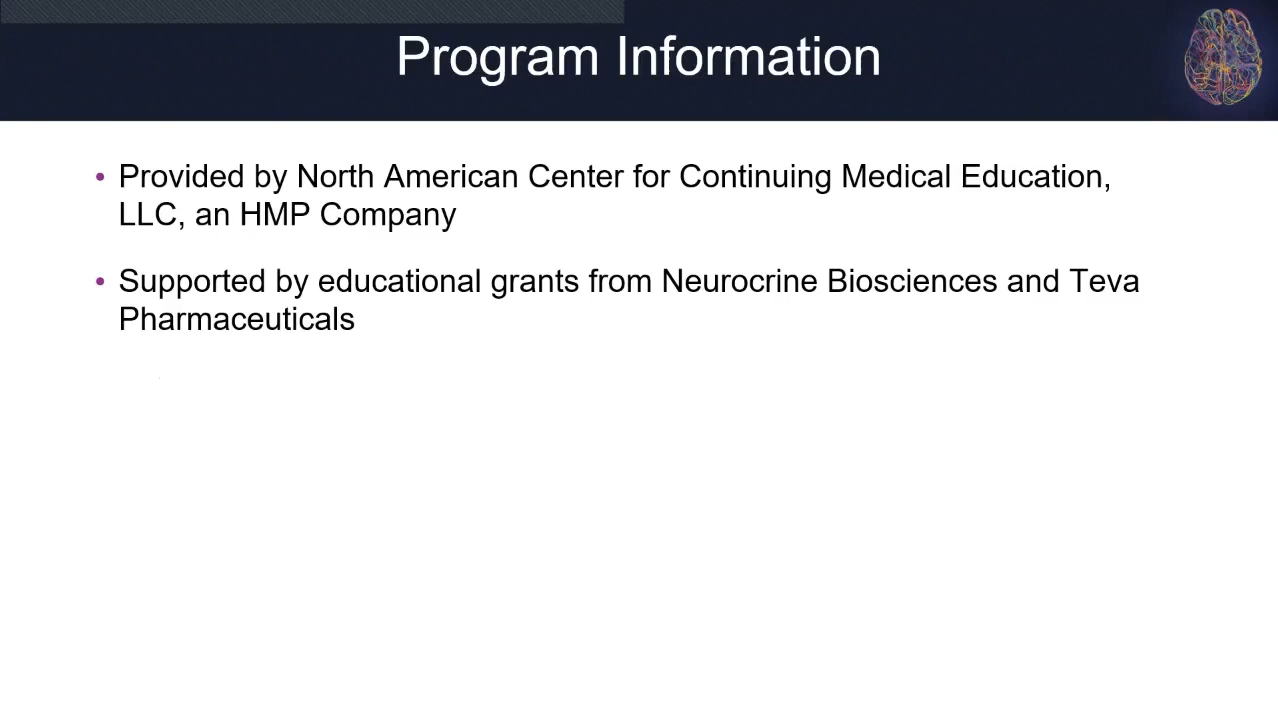 Program Information
• Provided by North American Center for Continuing Medical Education,
LLC, an HMP Company
• Supported by educational grants from Neurocrine Biosciences and Teva
Pharmaceuticals